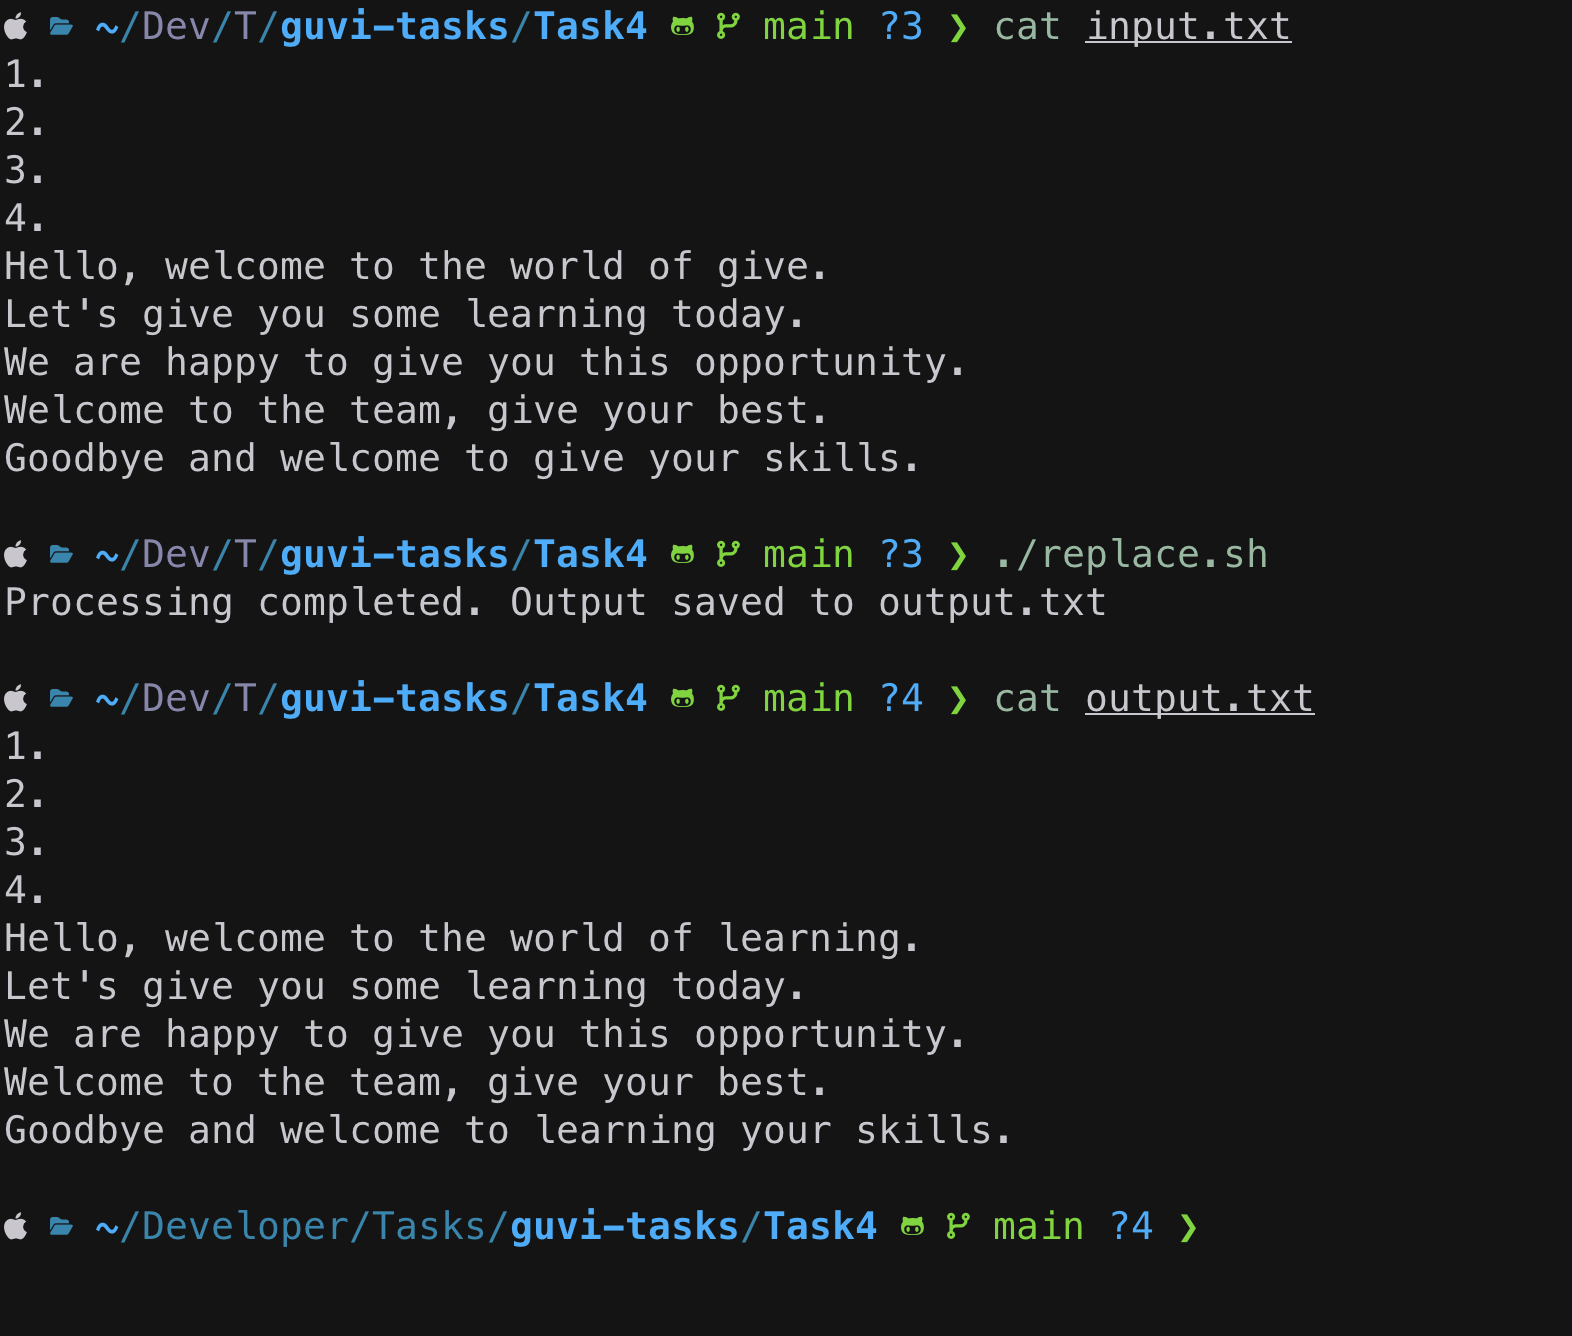 ~/Dev/T/guvi-tasks/Task4 main ?3 ❯ cat input.txt
1.
2.
3.
4.
Hello, welcome to the world of give.
Let's give you some learning today.
We are happy to give you this opportunity.
Welcome to the team, give your best.
Goodbye and welcome to give your skills.
~/Dev/T/guvi-tasks/Task4 main ?3 ❯ ./replace.sh
Processing completed. Output saved to output.txt
~/Dev/T/guvi-tasks/Task4 main ?4 ❯ cat output.txt
1.
2.
3.
4.
Hello, welcome to the world of learning.
Let's give you some learning today.
We are happy to give you this opportunity.
Welcome to the team, give your best.
Goodbye and welcome to learning your skills.
~/Developer/Tasks/guvi-tasks/Task4 main ?4 ❯